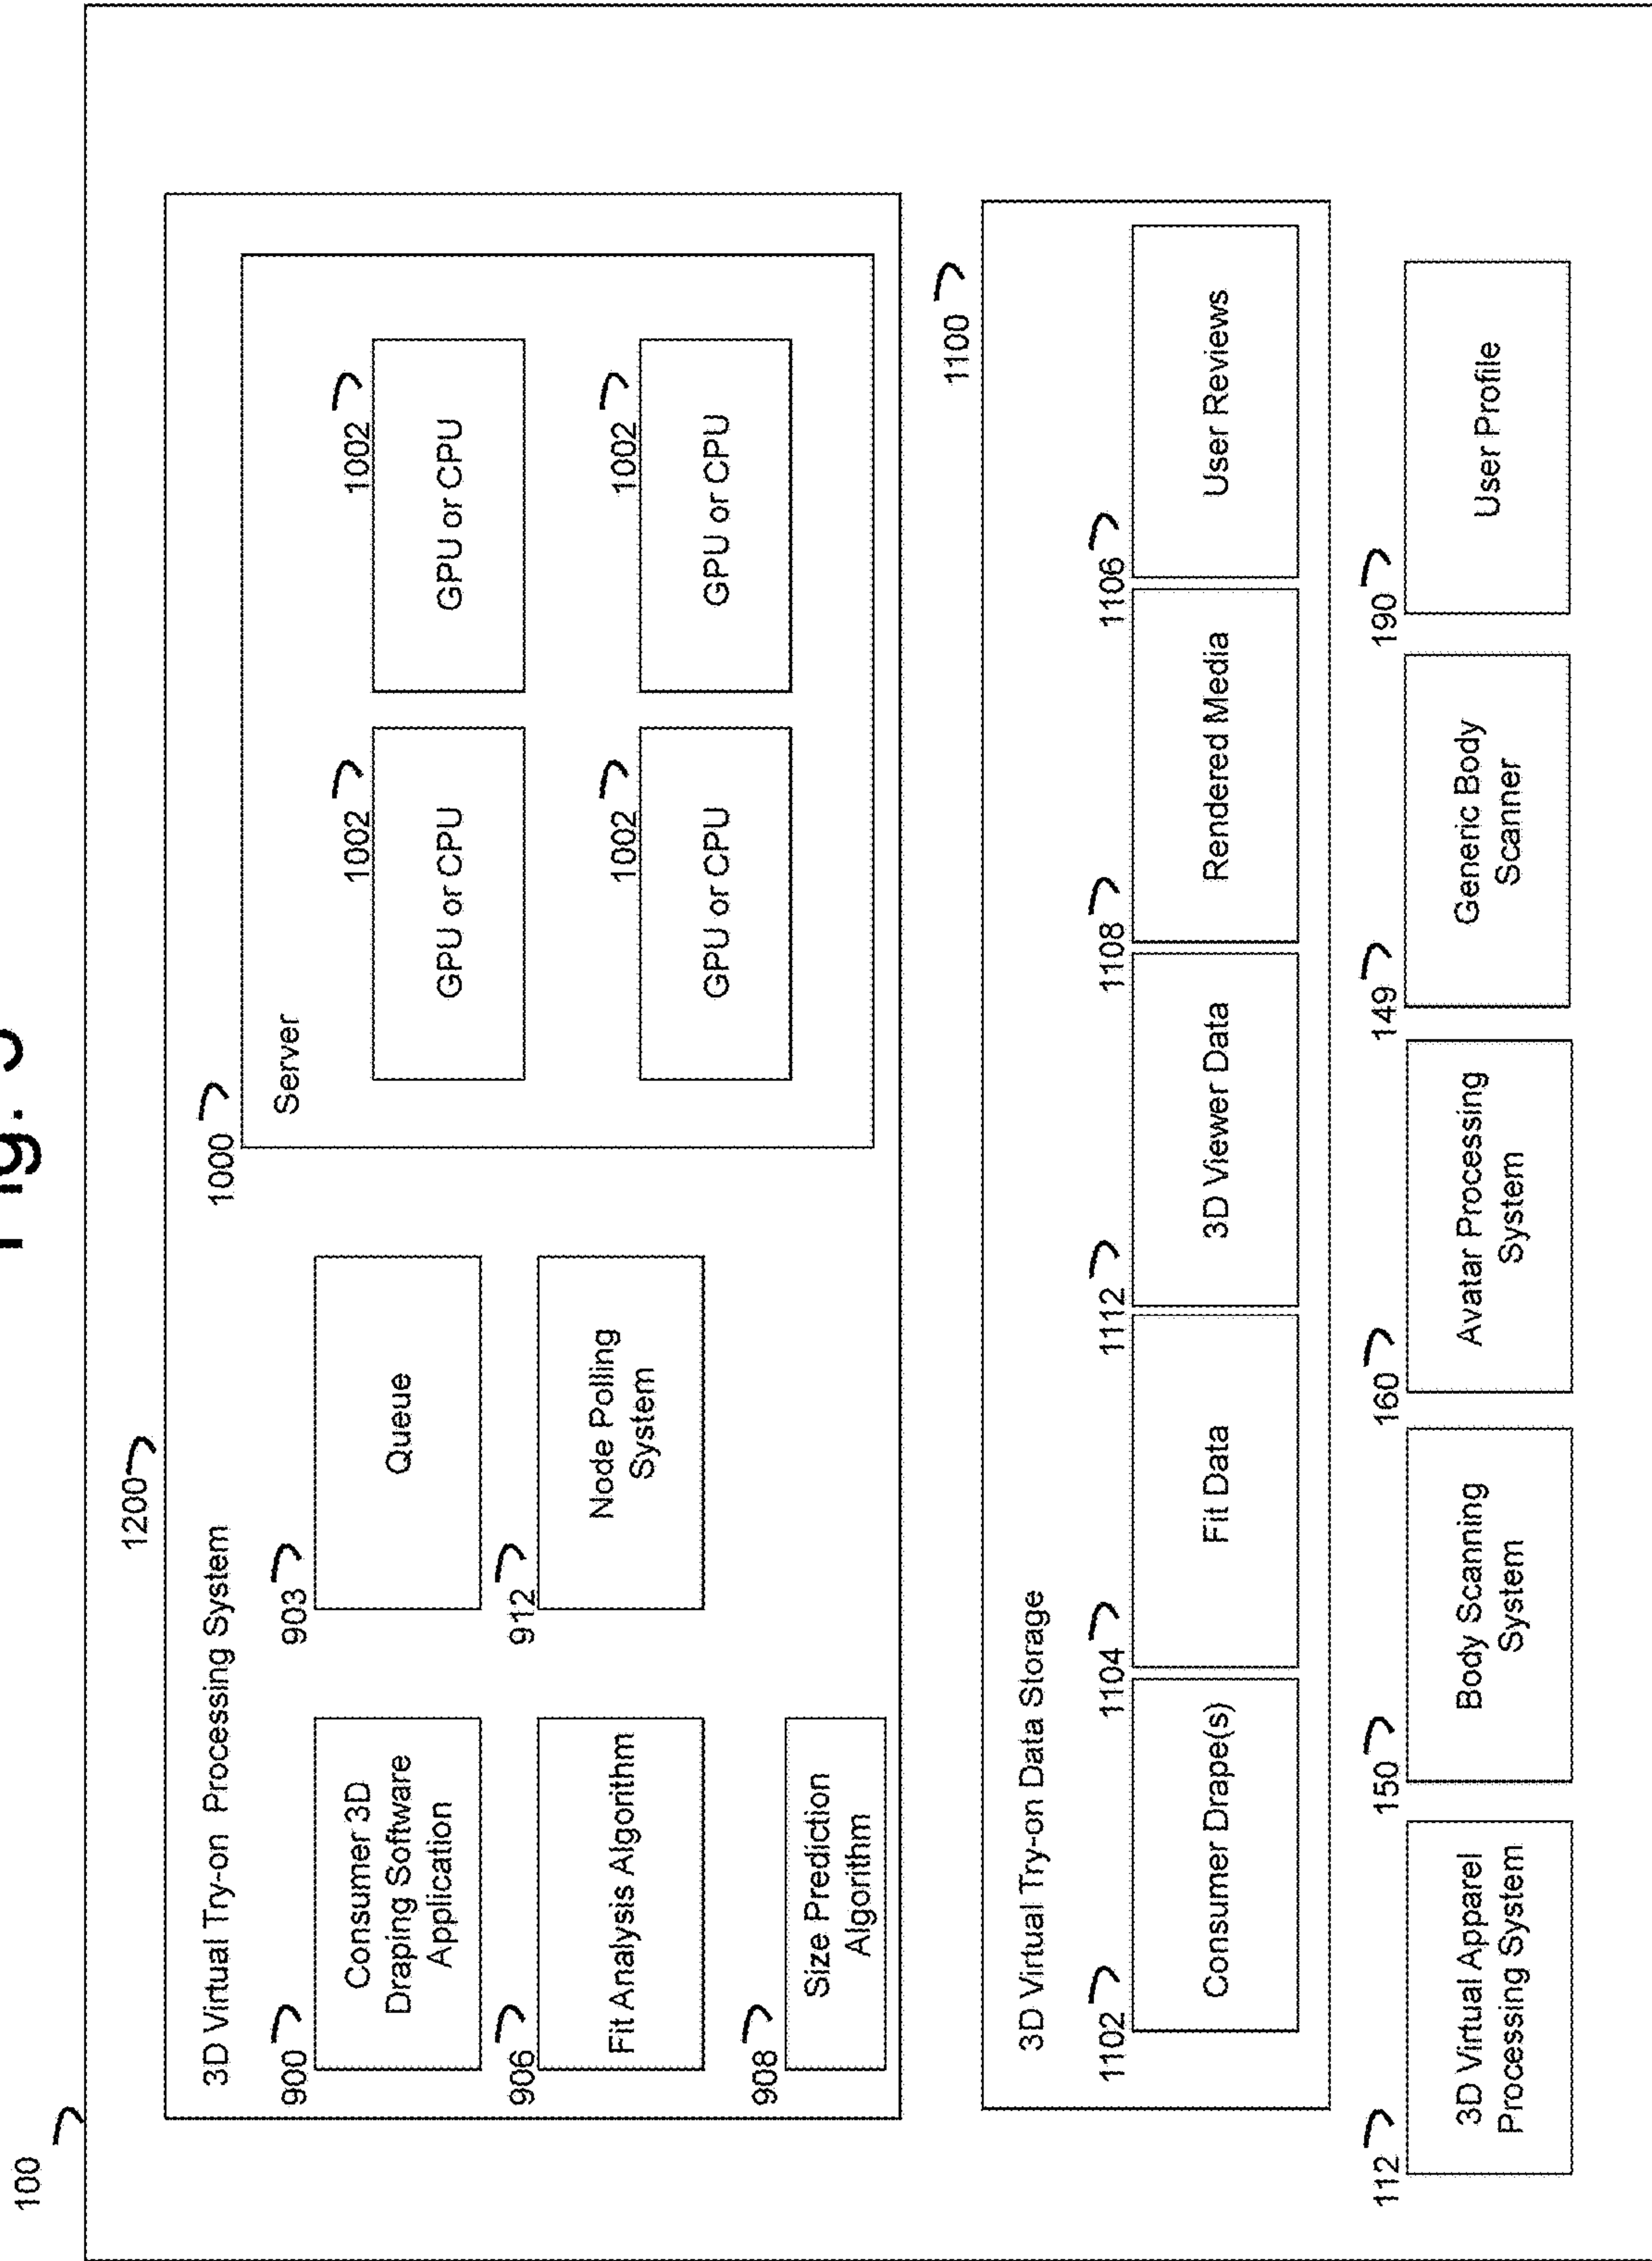 Fig.
100
1200
3D Virtual Try-on Processing System
1000
Server
900
Consumer 3D
Draping Software
Application
903
Queue
1002
GPU or CPU
1002
GPU or CPU
906
Fit Analysis Algorithm
912
Node Polling
System
1002
GPU or CPU
1002
GPU or CPU
908
Size Prediction
Algorithm
1100
3D Virtual Try-on Data Storage
1102
Consumer Drape(s)
1104
Fit Data
1112
3D Viewer Data
1108
Rendered Media
1106
User Reviews
112
3D Virtual Apparel
Processing System
150
Body Scanning
System
160
Avatar Processing
System
149
Generic Body
Scanner
190
User Profile